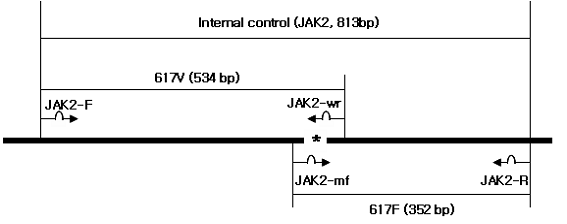 Internal control (JAK2, 813bp)
617V (534 bp)
JAK2-F
JAK2-wr
*
JAK2-mf
JAK2-R
617F (352 bp)